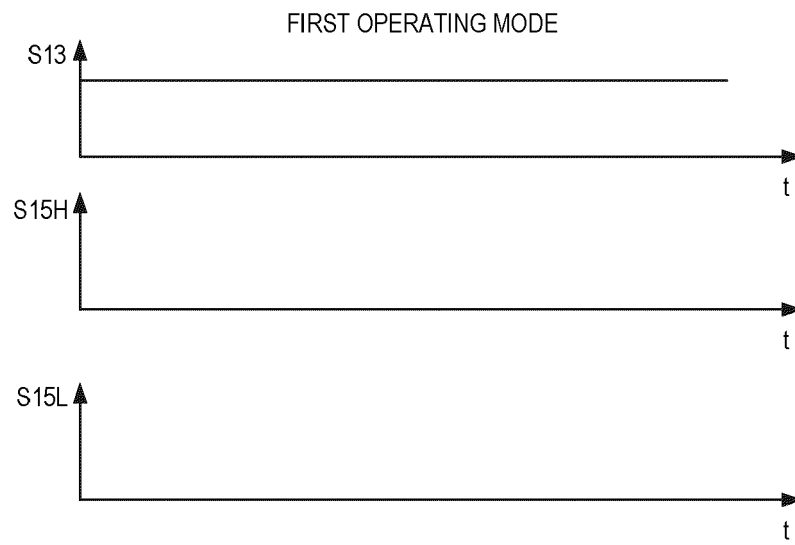 FIRST OPERATING MODE
S13
t
S15H
t
S15L
t